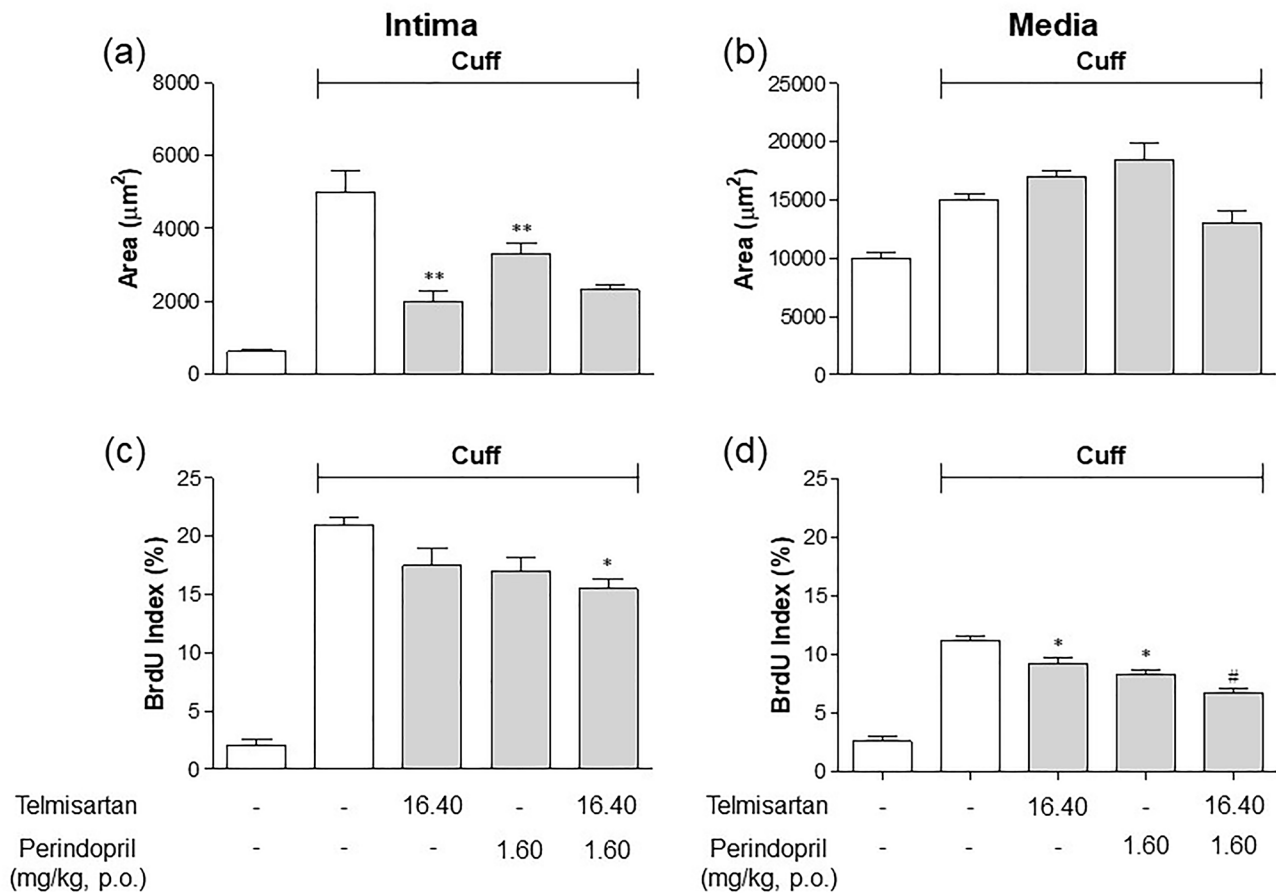 Intima
Media
(a)
Cuff
8000
6000
4000
2000
0
Area (μm²)
**
**
(b)
Cuff
25000
20000
15000
10000
5000
0
Area (μm²)
(c)
Cuff
25
20
15
10
5
0
BrdU Index (%)
*
(d)
Cuff
25
20
15
10
5
0
BrdU Index (%)
*
*
#
Telmisartan - - 16.40 - 16.40
Perindopril - - - 1.60 1.60
(mg/kg, p.o.)
Telmisartan - - 16.40 - 16.40
Perindopril - - - 1.60 1.60
(mg/kg, p.o.)